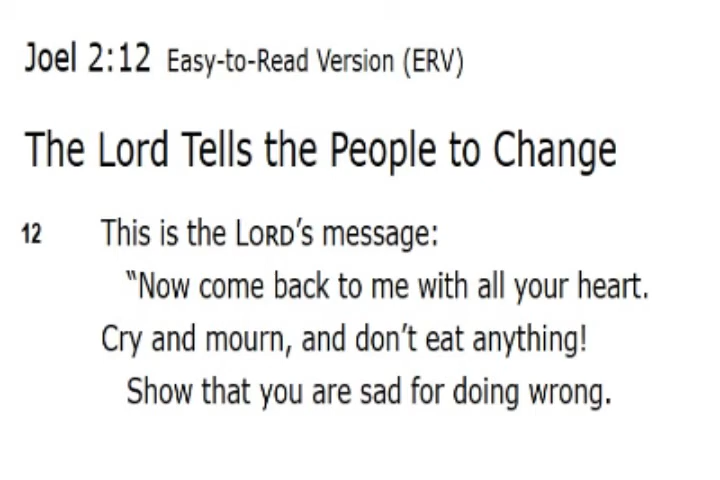 Joel 2:12 Easy-to-Read Version (ERV)
The Lord Tells the People to Change
12 This is the LORD’s message:
“Now come back to me with all your heart.
Cry and mourn, and don’t eat anything!
Show that you are sad for doing wrong.